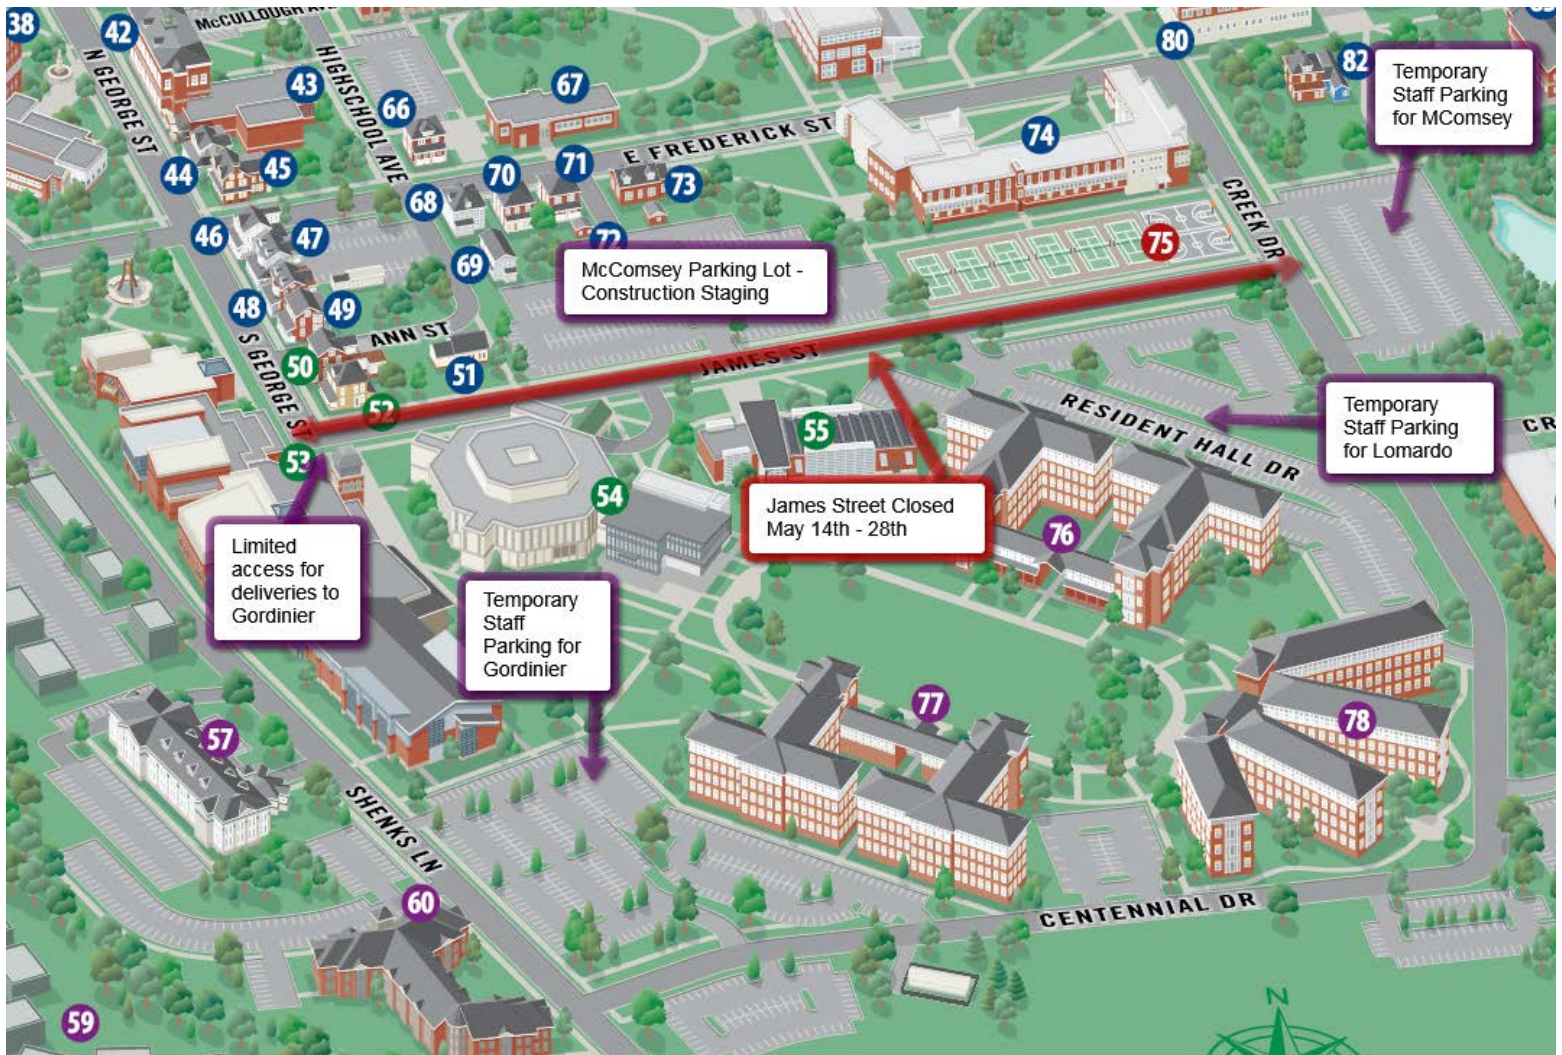 38
42
McCULLOUGH AVE
N GEORGE ST
HIGHSCHOOL AVE
43
66
67
80
82
Temporary
Staff Parking
for MComsey
E FREDERICK ST
74
44
45
68
70
71
73
CREEK DR
46
47
69
72
75
McComsey Parking Lot -
Construction Staging
48
49
ANN ST
S GEORGE ST
50
51
JAMES ST
52
RESIDENT HALL DR
Temporary
Staff Parking
for Lomardo
CR
53
55
54
James Street Closed
May 14th - 28th
76
Limited
access for
deliveries to
Gordinier
Temporary
Staff
Parking for
Gordinier
77
78
57
SHENKS LN
60
CENTENNIAL DR
59
N